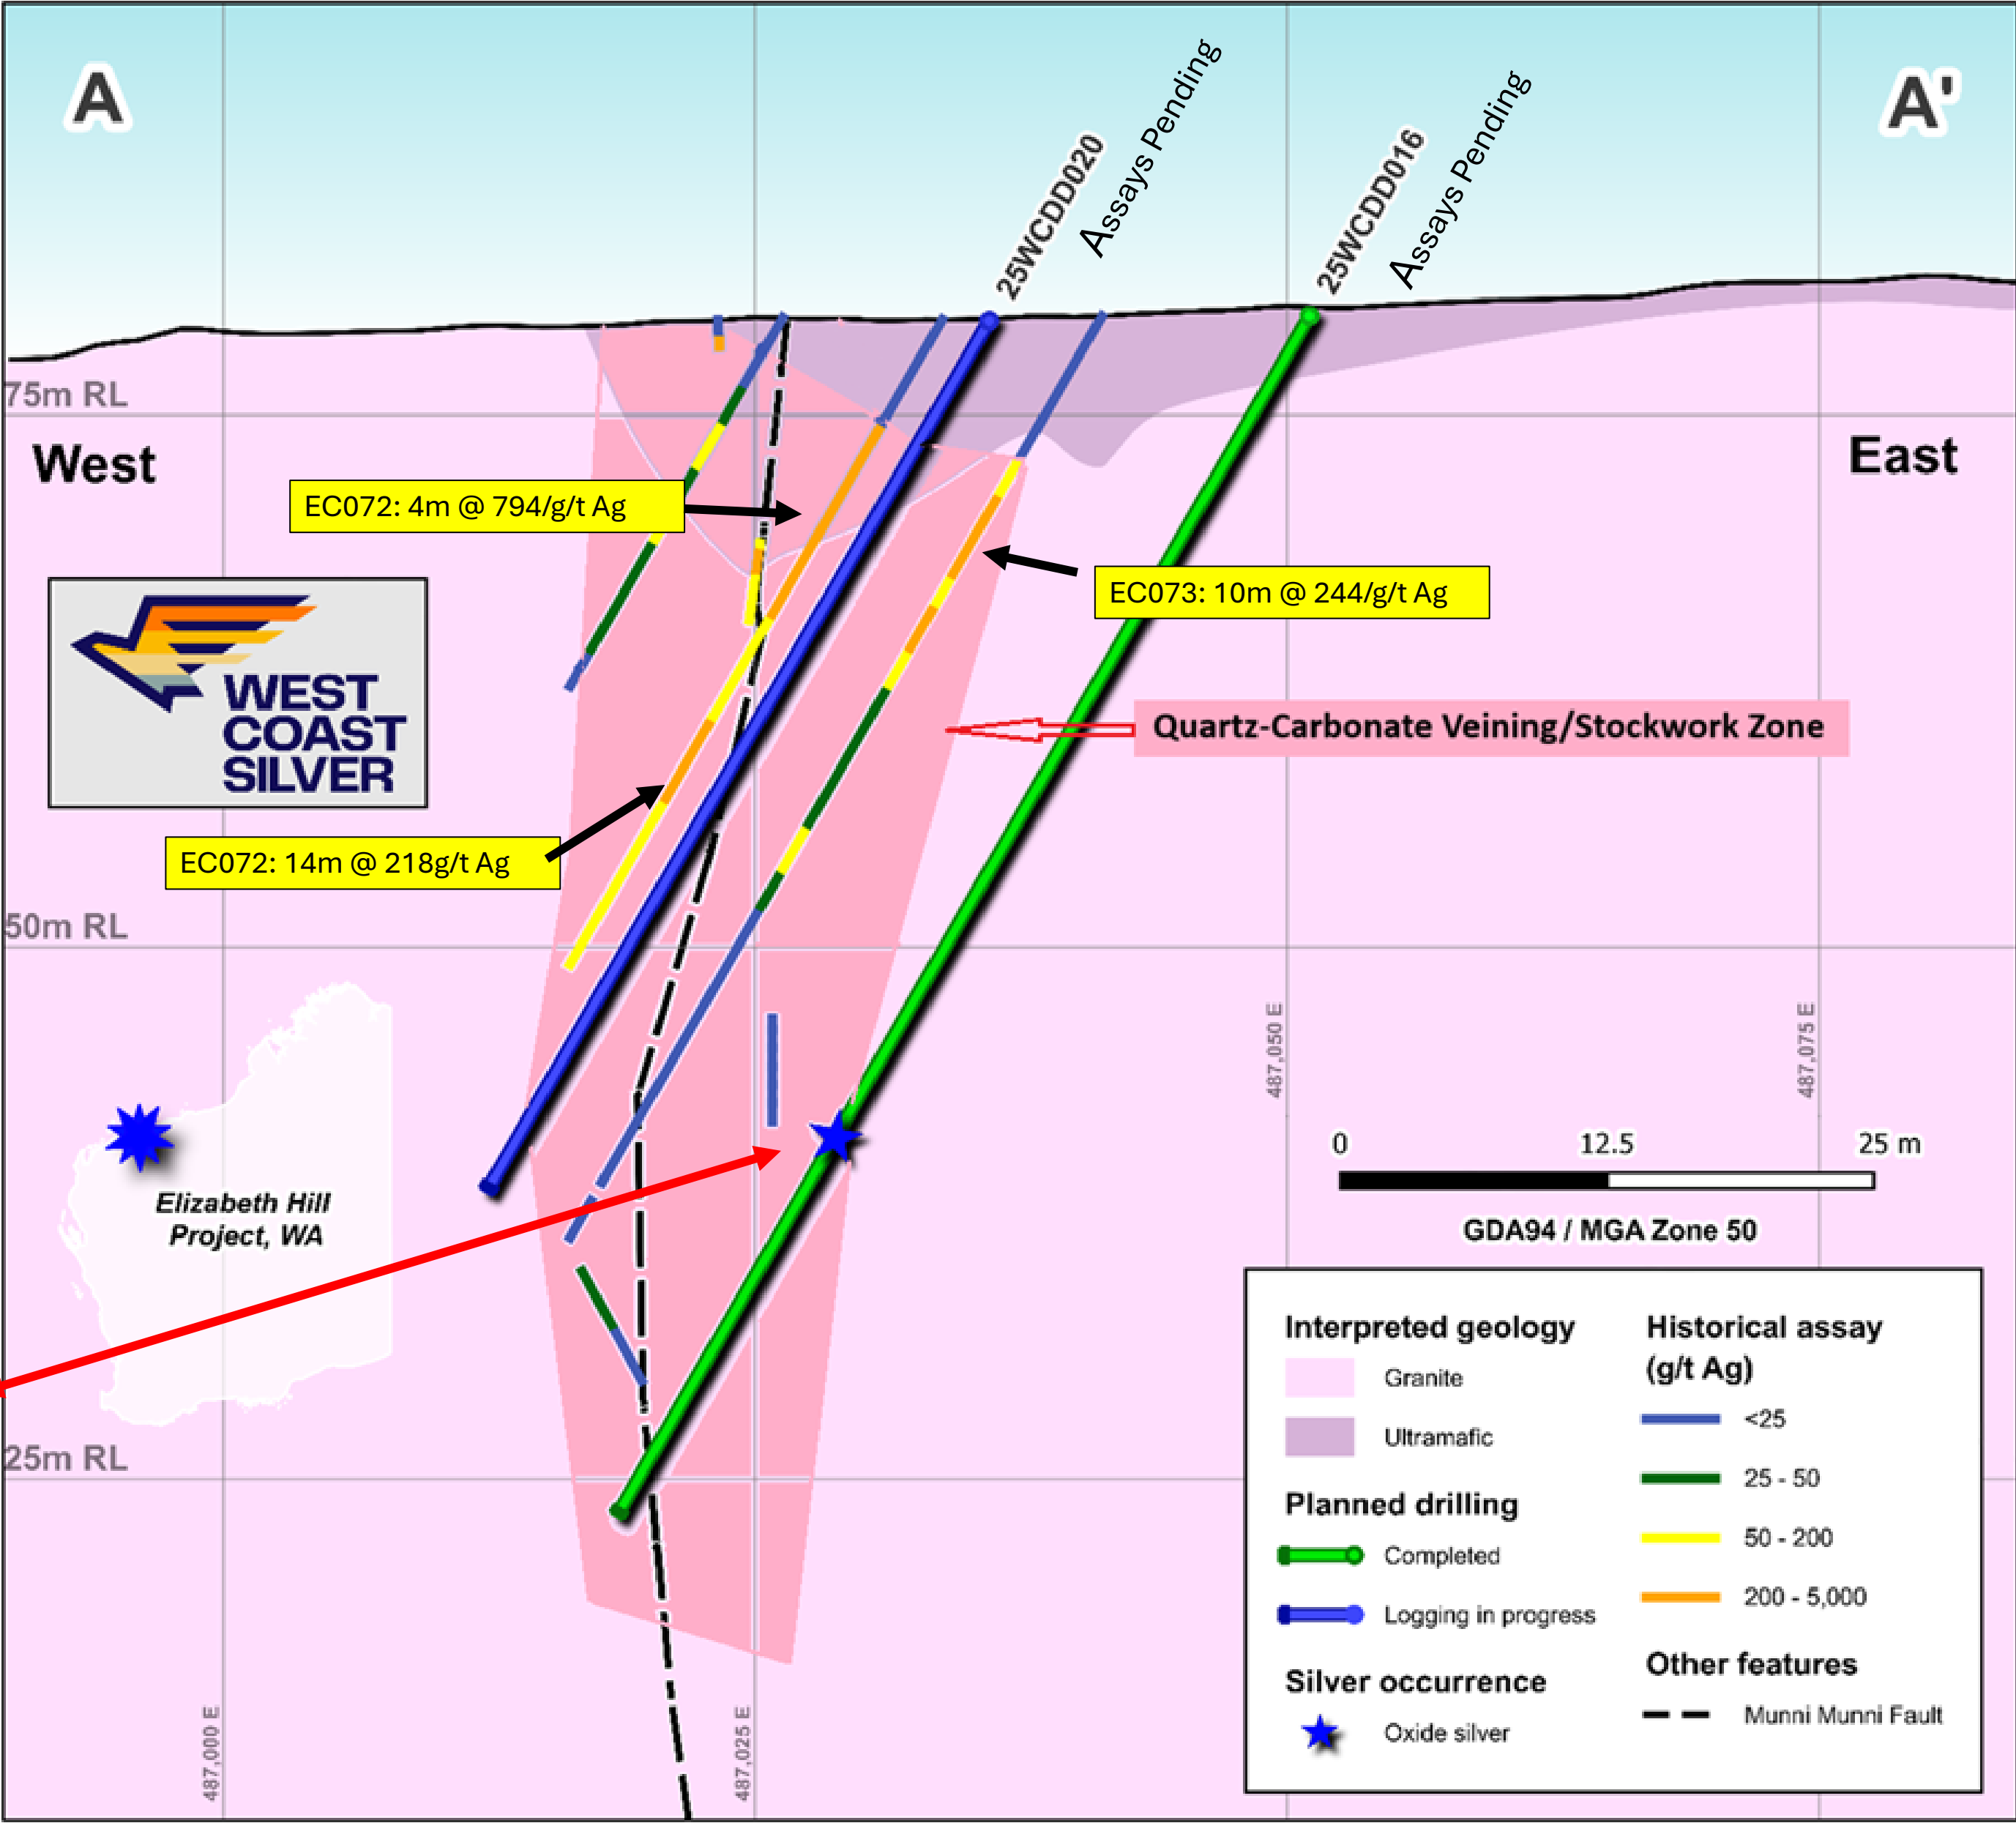 A
A'
25WCDD020
Assays Pending
25WCDD016
Assays Pending
75m RL
West
East
EC072: 4m @ 794/g/t Ag
EC073: 10m @ 244/g/t Ag
WEST
COAST
SILVER
Quartz-Carbonate Veining/Stockwork Zone
EC072: 14m @ 218g/t Ag
50m RL
487,050 E
487,075 E
0 12.5 25 m
GDA94 / MGA Zone 50
Elizabeth Hill
Project, WA
25m RL
487,000 E
487,025 E
Interpreted geology
Granite
Ultramafic
Planned drilling
Completed
Logging in progress
Silver occurrence
Oxide silver
Historical assay
(g/t Ag)
<25
25 - 50
50 - 200
200 - 5,000
Other features
Munni Munni Fault